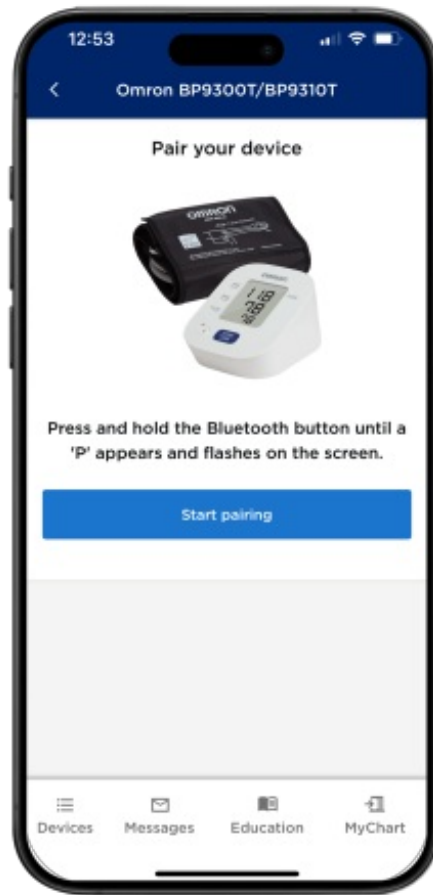 12:53
Omron BP9300T/BP9310T
Pair your device
OMRON
Press and hold the Bluetooth button until a
'P' appears and flashes on the screen.
Start pairing
Devices Messages Education MyChart